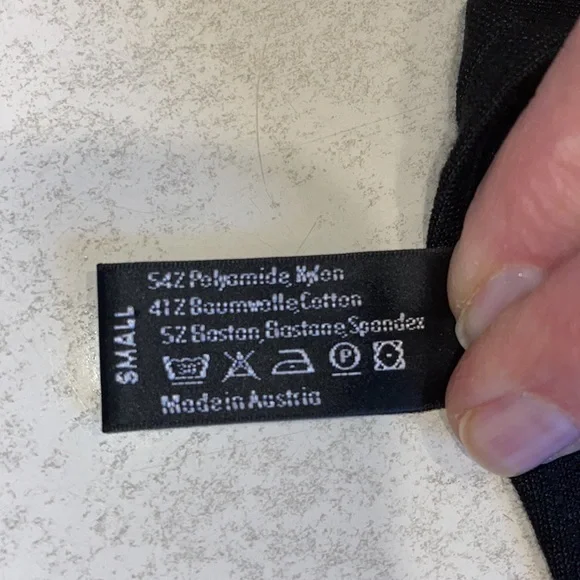 SMALL
54% Polyamide, Nylon
41% Baumwolle, Cotton
5% Elastan, Elastane, Spandex
30 P
Made in Austria